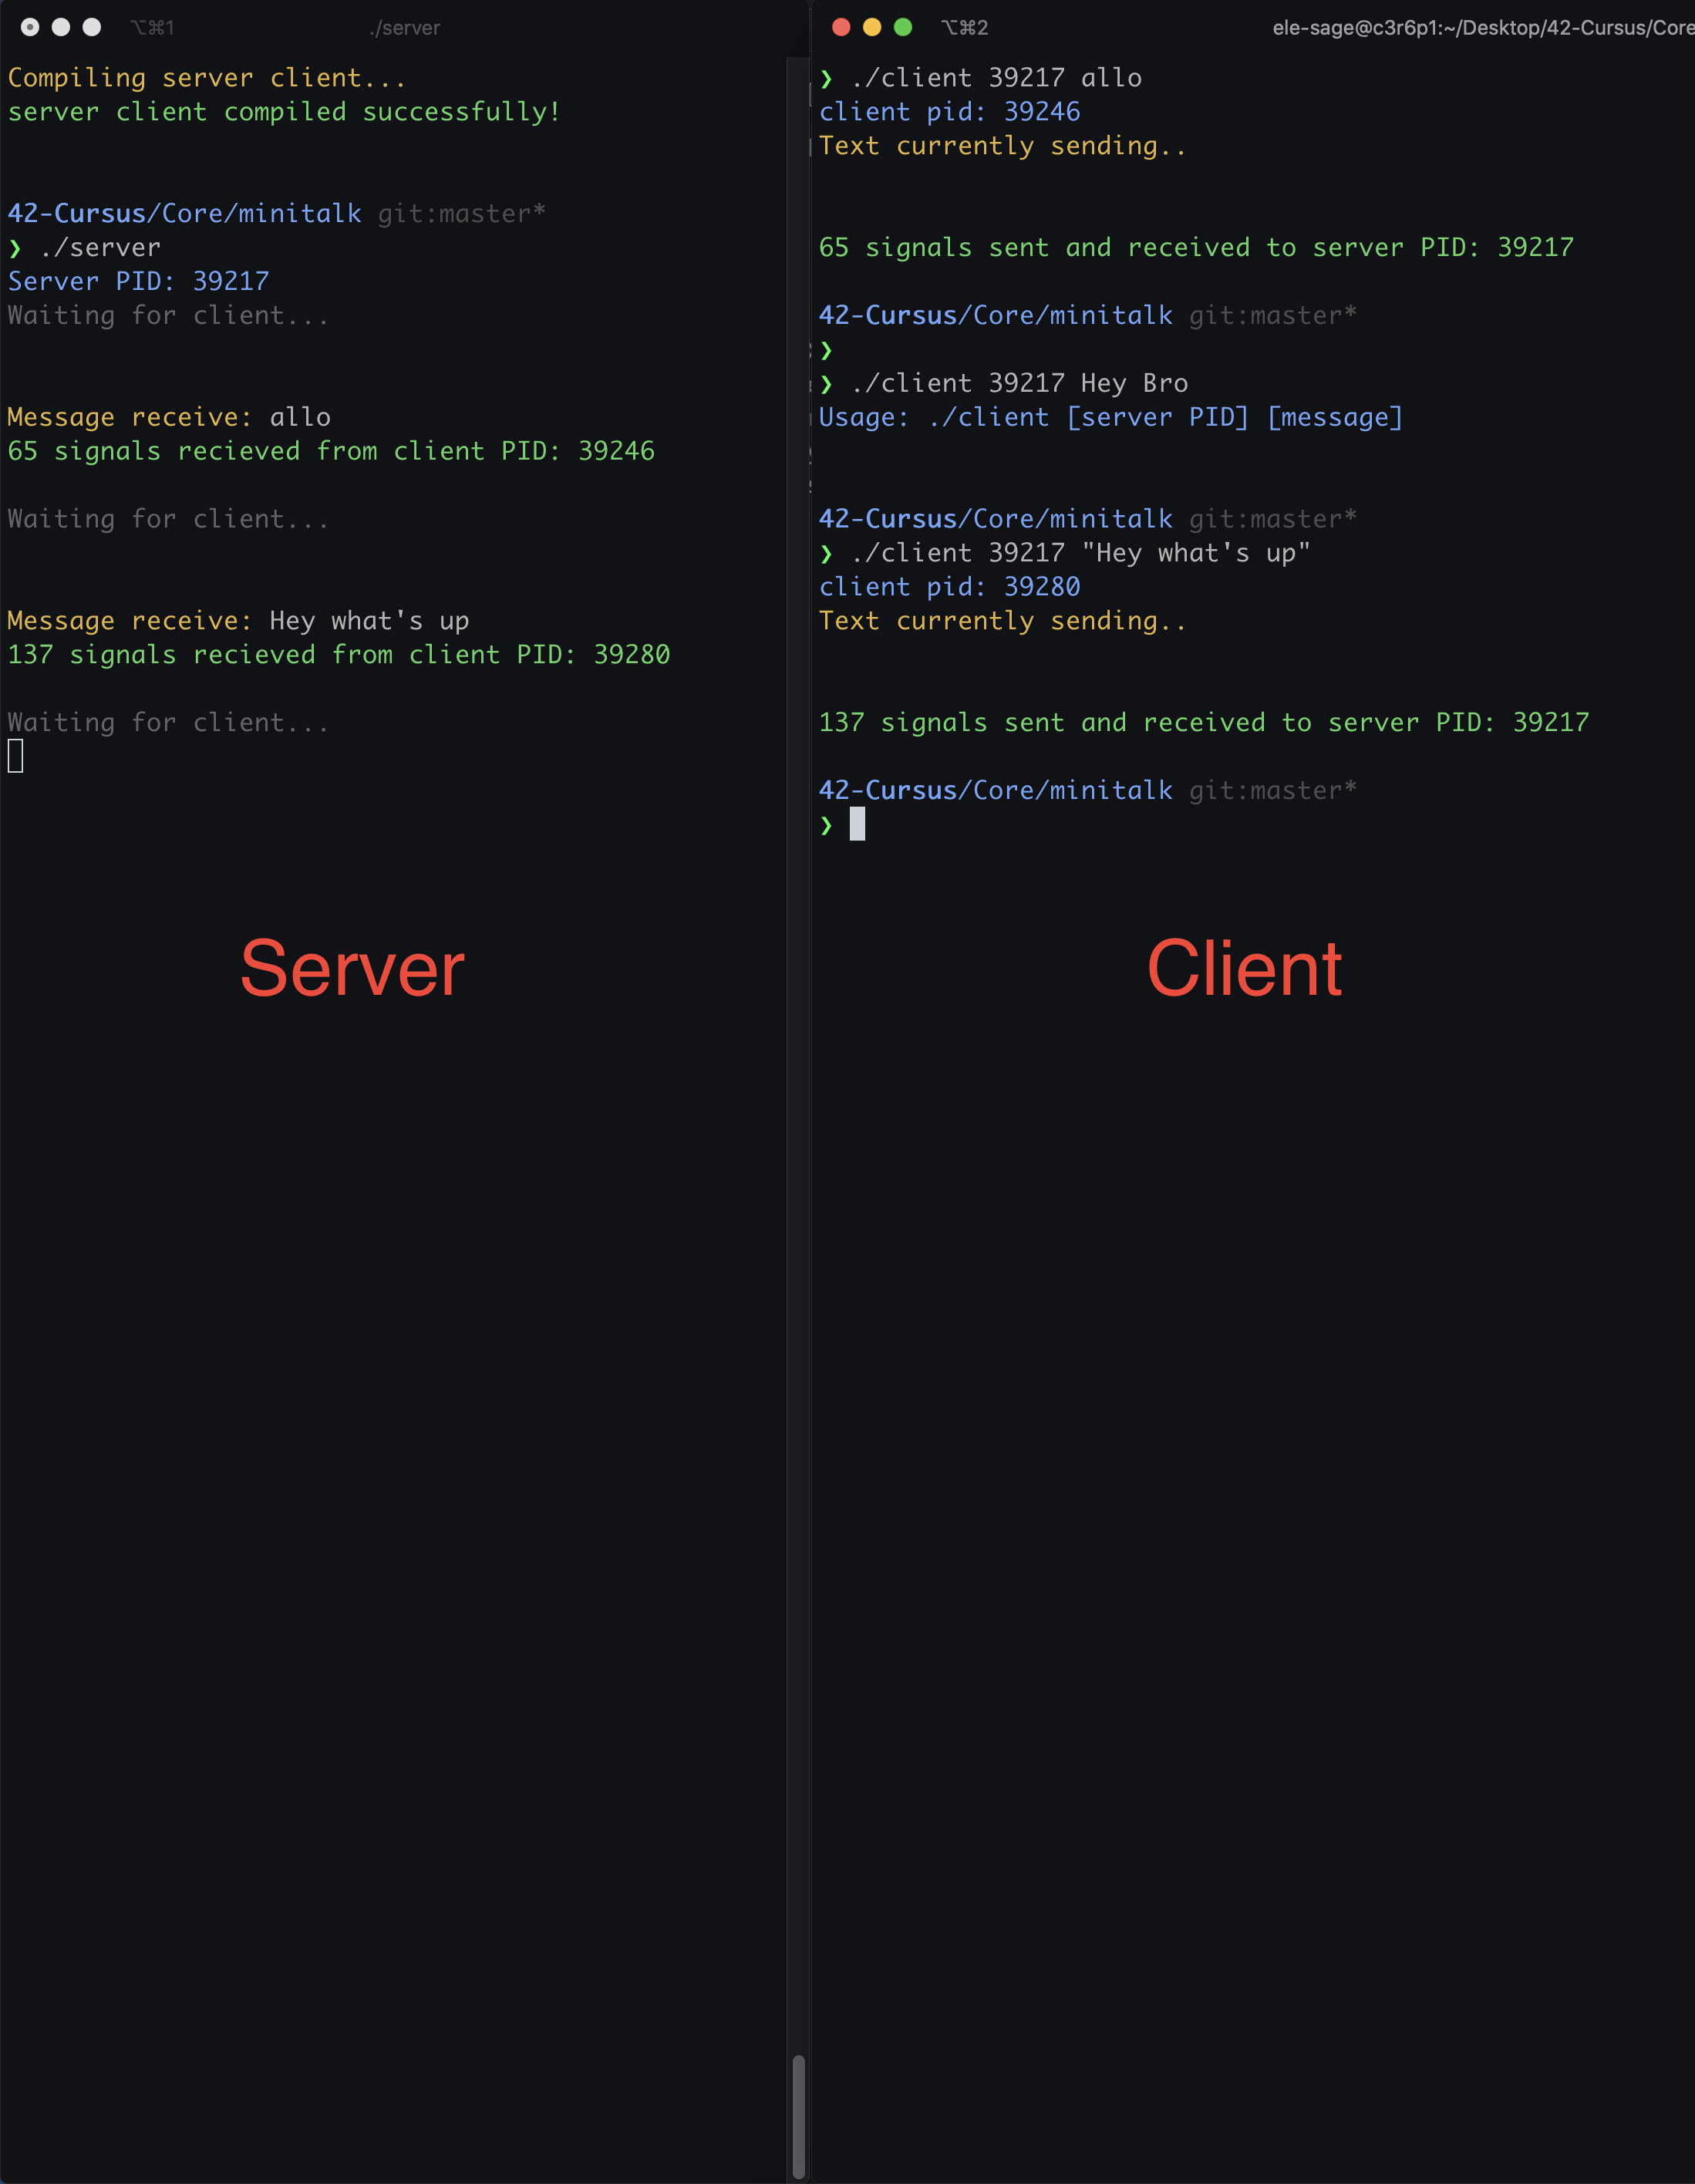 ⌥⌘1 ./server
Compiling server client...
server client compiled successfully!
42-Cursus/Core/minitalk git:master*
❯ ./server
Server PID: 39217
Waiting for client...
Message receive: allo
65 signals recieved from client PID: 39246
Waiting for client...
Message receive: Hey what's up
137 signals recieved from client PID: 39280
Waiting for client...
Server
⌥⌘2 ele-sage@c3r6p1:~/Desktop/42-Cursus/Core
❯ ./client 39217 allo
client pid: 39246
Text currently sending..
65 signals sent and received to server PID: 39217
42-Cursus/Core/minitalk git:master*
❯
❯ ./client 39217 Hey Bro
Usage: ./client [server PID] [message]
42-Cursus/Core/minitalk git:master*
❯ ./client 39217 "Hey what's up"
client pid: 39280
Text currently sending..
137 signals sent and received to server PID: 39217
42-Cursus/Core/minitalk git:master*
❯
Client